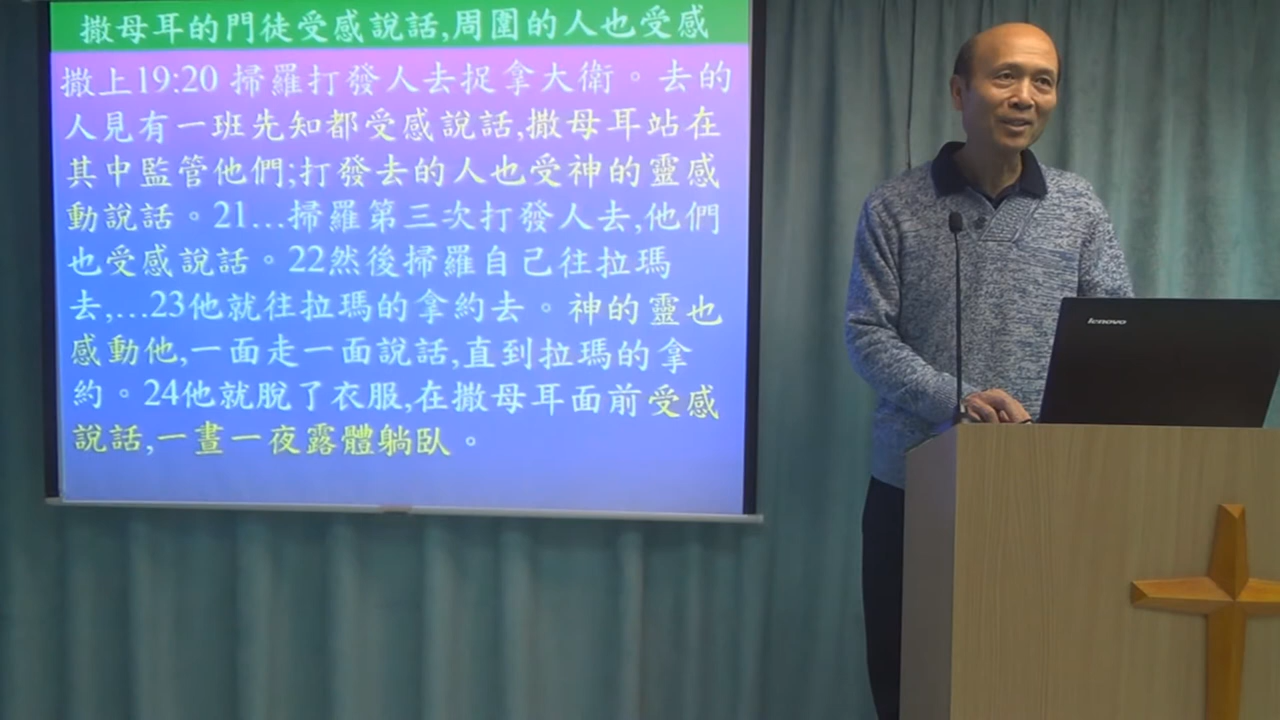 撒母耳的門徒受感說話,周圍的人也受感
撒上19:20 掃羅打發人去捉拿大衛。去的
人見有一班先知都受感說話,撒母耳站在
其中監管他們;打發去的人也受神的靈感
動說話。21…掃羅第三次打發人去,他們
也受感說話。22然後掃羅自己往拉瑪
去,…23他就往拉瑪的拿約去。神的靈也
感動他,一面走一面說話,直到拉瑪的拿
約。24他就脫了衣服,在撒母耳面前受感
說話,一晝一夜露體躺臥。
lenovo